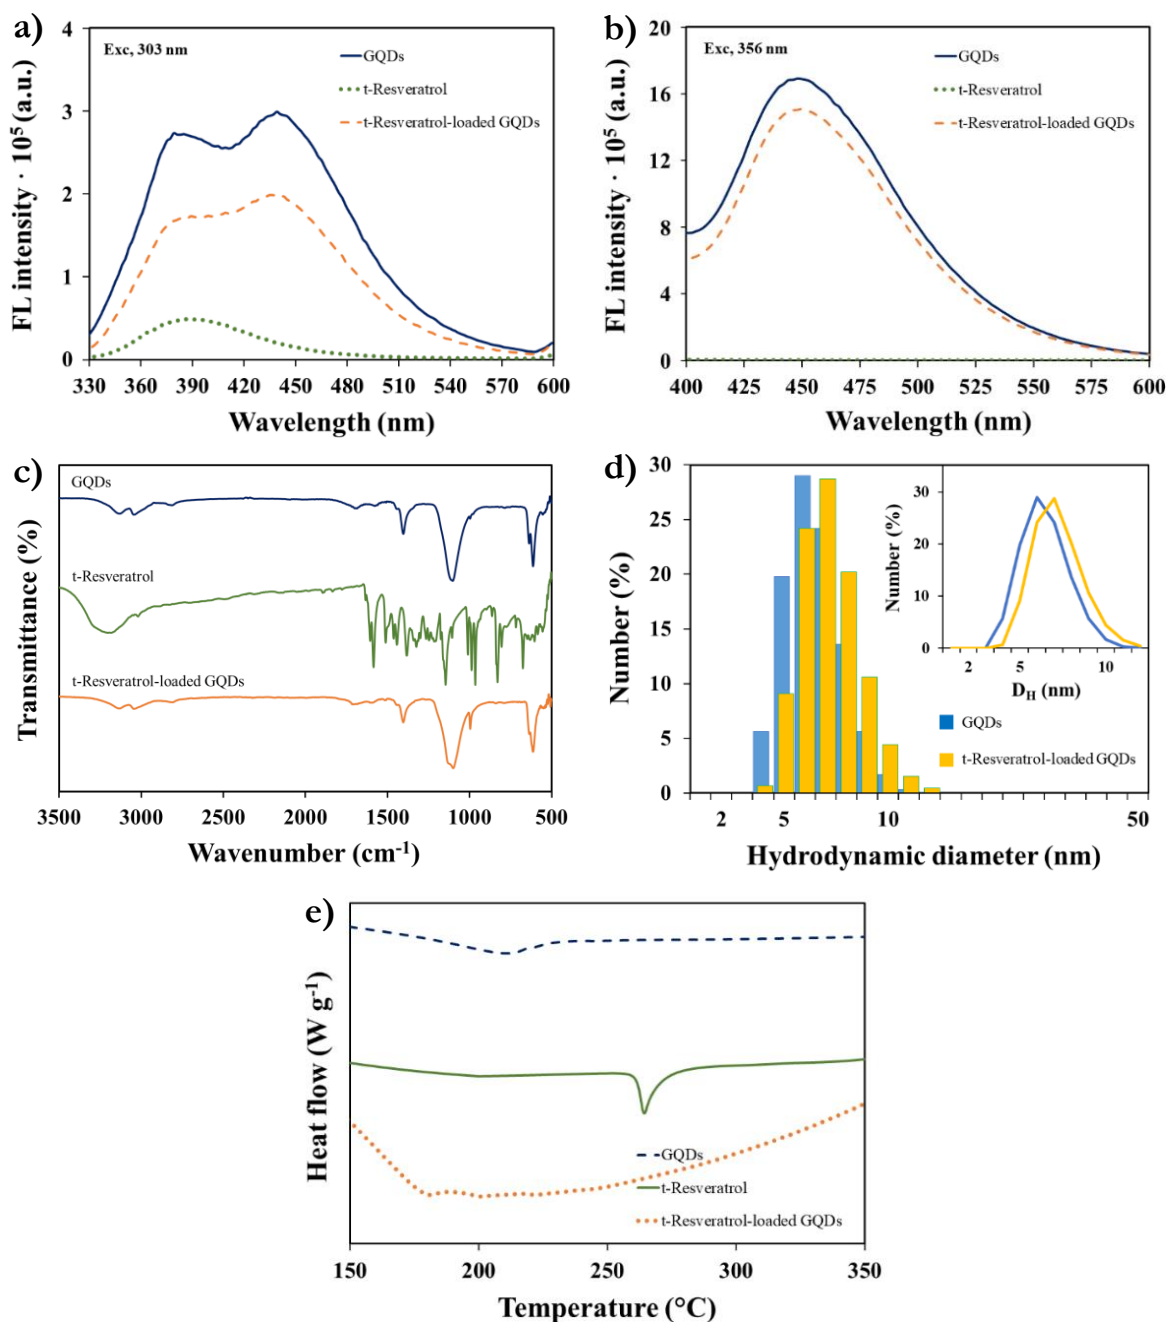 a)
Exc, 303 nm
GQDs
t-Resveratrol
t-Resveratrol-loaded GQDs
FL intensity · 10⁵ (a.u.)
4
3
2
1
0
330 360 390 420 450 480 510 540 570 600
Wavelength (nm)
b)
Exc, 356 nm
GQDs
t-Resveratrol
t-Resveratrol-loaded GQDs
FL intensity · 10⁵ (a.u.)
20
16
12
8
4
0
400 425 450 475 500 525 550 575 600
Wavelength (nm)
c)
GQDs
t-Resveratrol
t-Resveratrol-loaded GQDs
Transmittance (%)
3500 3000 2500 2000 1500 1000 500
Wavenumber (cm⁻¹)
d)
Number (%)
30
25
20
15
10
5
0
2 5 10 50
Hydrodynamic diameter (nm)
Number (%)
30
20
10
0
2 5 10
D_H (nm)
GQDs
t-Resveratrol-loaded GQDs
e)
Heat flow (W g⁻¹)
GQDs
t-Resveratrol
t-Resveratrol-loaded GQDs
150 200 250 300 350
Temperature (°C)